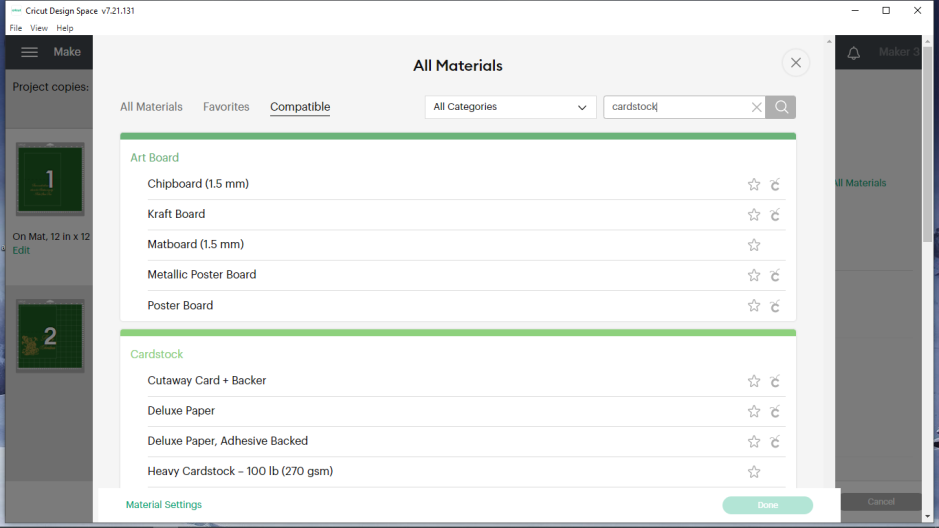 Cricut Design Space v7.21.131
File View Help
Make
Maker 3
Project copies:
1
On Mat, 12 in x 12
Edit
2
All Materials
All Materials Favorites Compatible
All Categories
cardstock
Art Board
Chipboard (1.5 mm)
Kraft Board
Matboard (1.5 mm)
Metallic Poster Board
Poster Board
Cardstock
Cutaway Card + Backer
Deluxe Paper
Deluxe Paper, Adhesive Backed
Heavy Cardstock – 100 lb (270 gsm)
Material Settings
Done
All Materials
Cancel